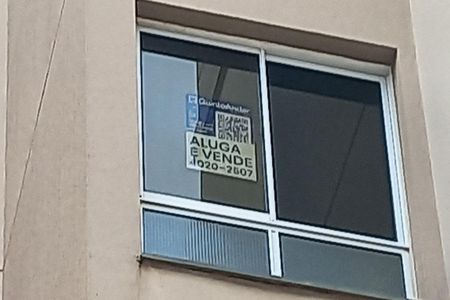 QuintoAndar
ALUGA
E VENDE
4020-2507